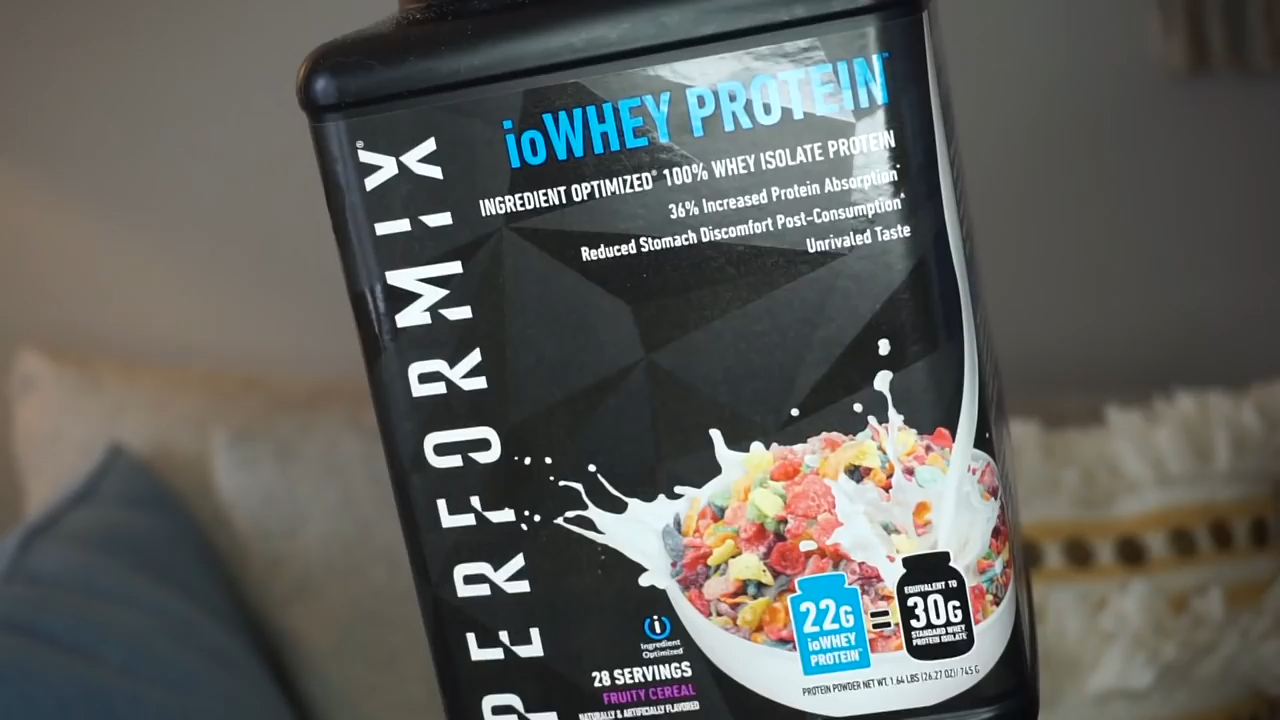 ioWHEY PROTEIN™
INGREDIENT OPTIMIZED® 100% WHEY ISOLATE PROTEIN
36% Increased Protein Absorption*
Reduced Stomach Discomfort Post-Consumption^
Unrivaled Taste
PERFORMIX®
22G
ioWHEY
PROTEIN™
=
EQUIVALENT TO
30G
STANDARD WHEY
PROTEIN ISOLATE*
i
Ingredient
Optimized®
28 SERVINGS
FRUITY CEREAL
NATURALLY & ARTIFICIALLY FLAVORED
PROTEIN POWDER NET WT. 1.64 LBS (26.27 OZ)/ 745 G